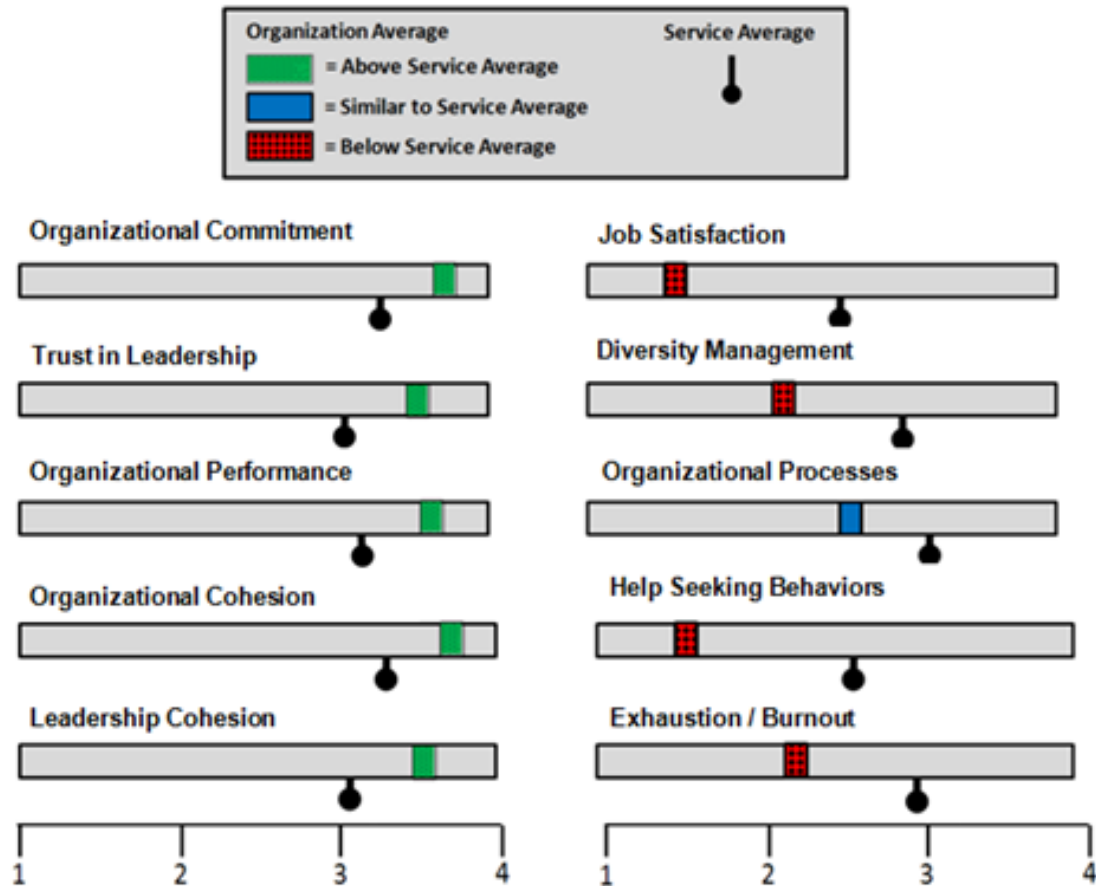 Organization Average
Service Average
= Above Service Average
= Similar to Service Average
= Below Service Average
Organizational Commitment
Job Satisfaction
Trust in Leadership
Diversity Management
Organizational Performance
Organizational Processes
Organizational Cohesion
Help Seeking Behaviors
Leadership Cohesion
Exhaustion / Burnout
1 2 3 4
1 2 3 4